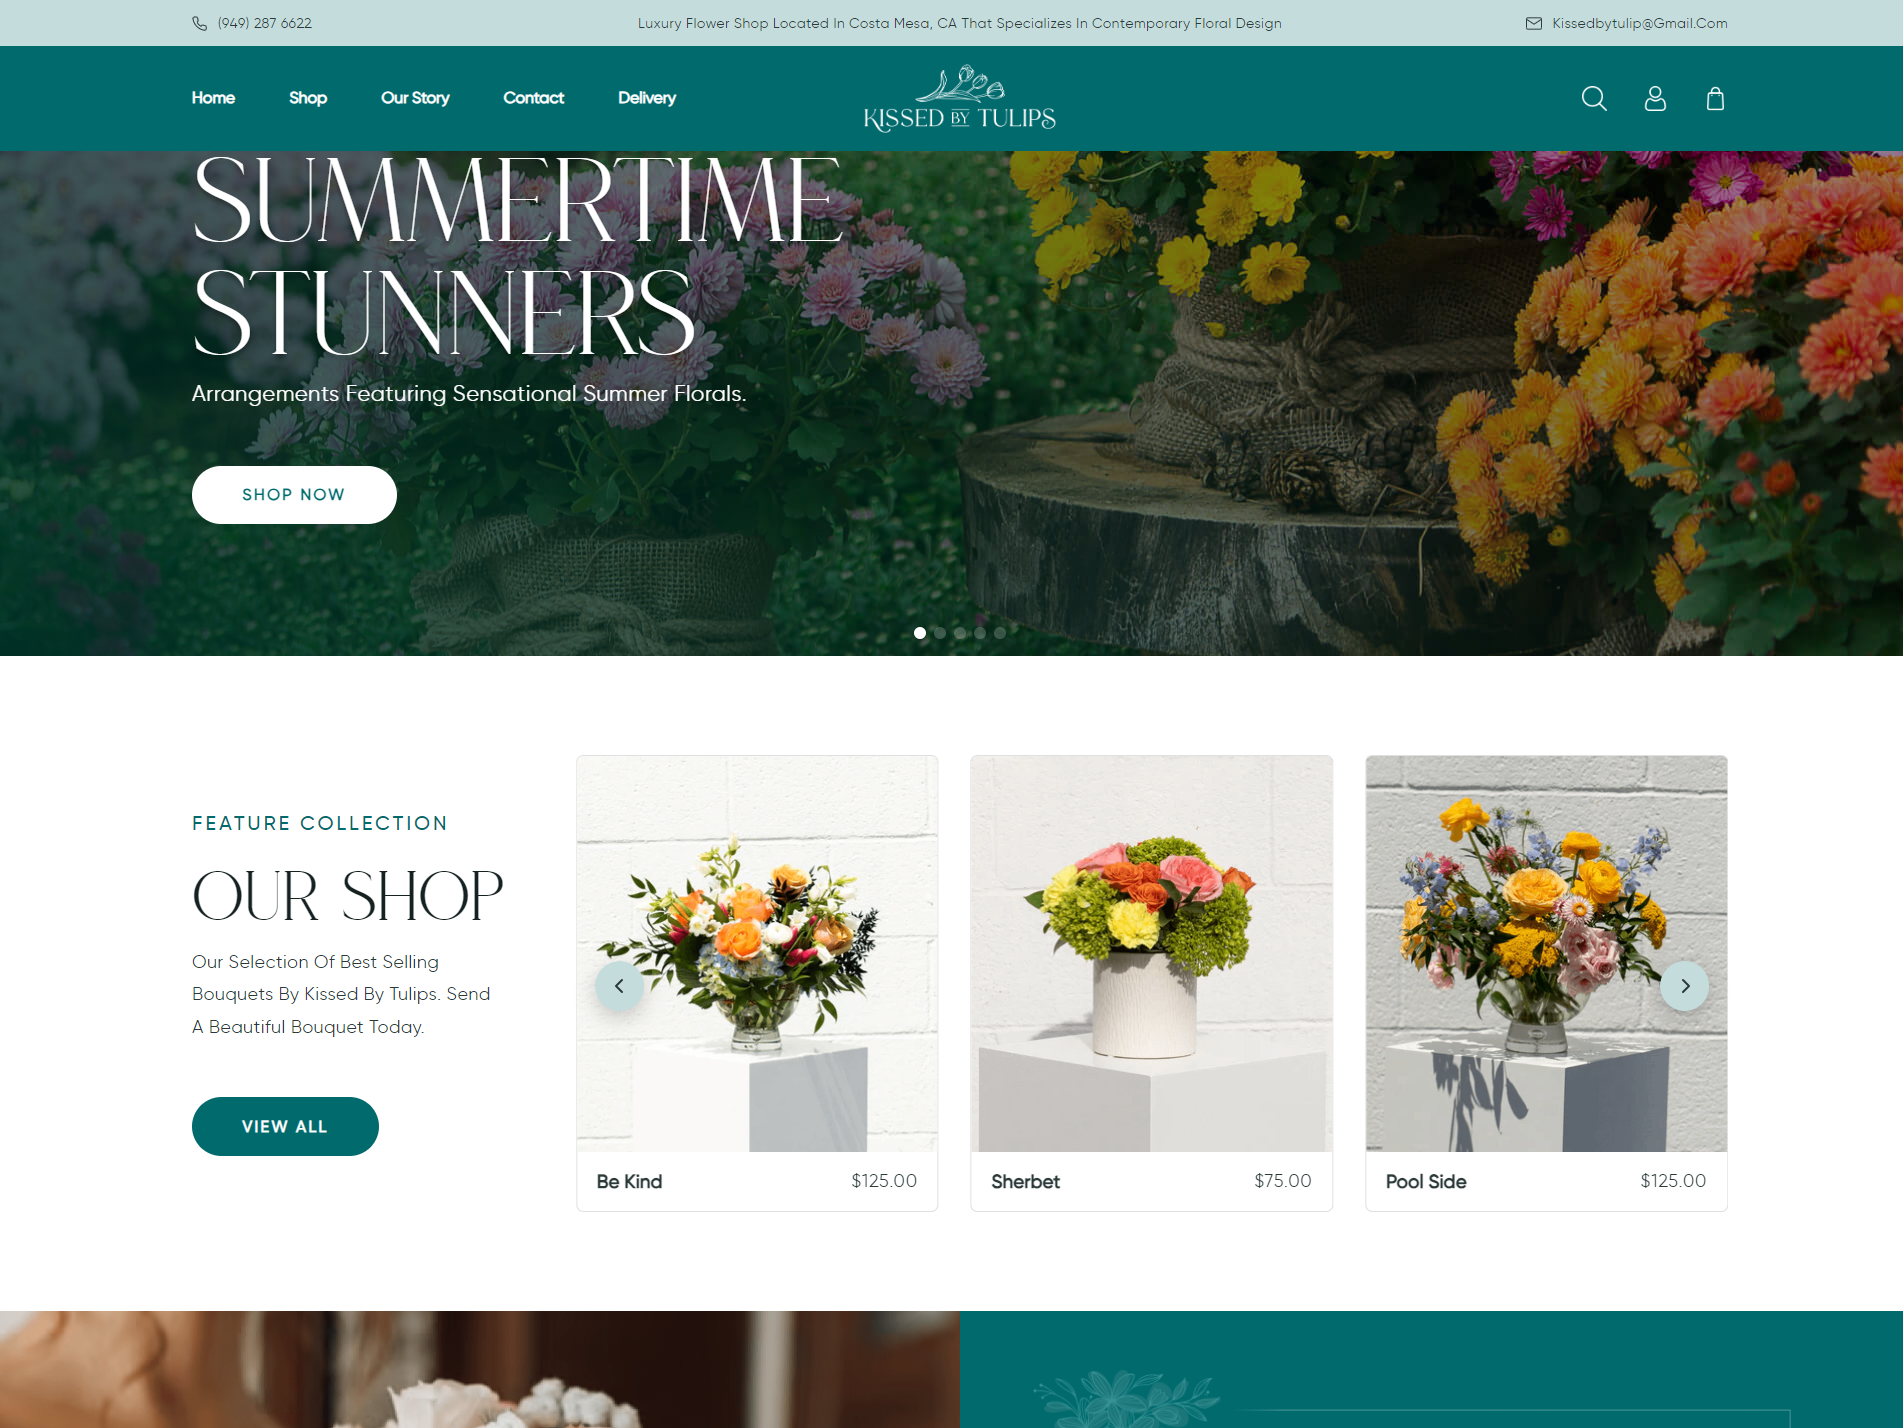 (949) 287 6622
Luxury Flower Shop Located In Costa Mesa, CA That Specializes In Contemporary Floral Design
Kissedbytulip@Gmail.Com
Home
Shop
Our Story
Contact
Delivery
KISSED BY TULIPS
SUMMERTIME
STUNNERS
Arrangements Featuring Sensational Summer Florals.
SHOP NOW
FEATURE COLLECTION
OUR SHOP
Our Selection Of Best Selling
Bouquets By Kissed By Tulips. Send
A Beautiful Bouquet Today.
VIEW ALL
Be Kind
$125.00
Sherbet
$75.00
Pool Side
$125.00